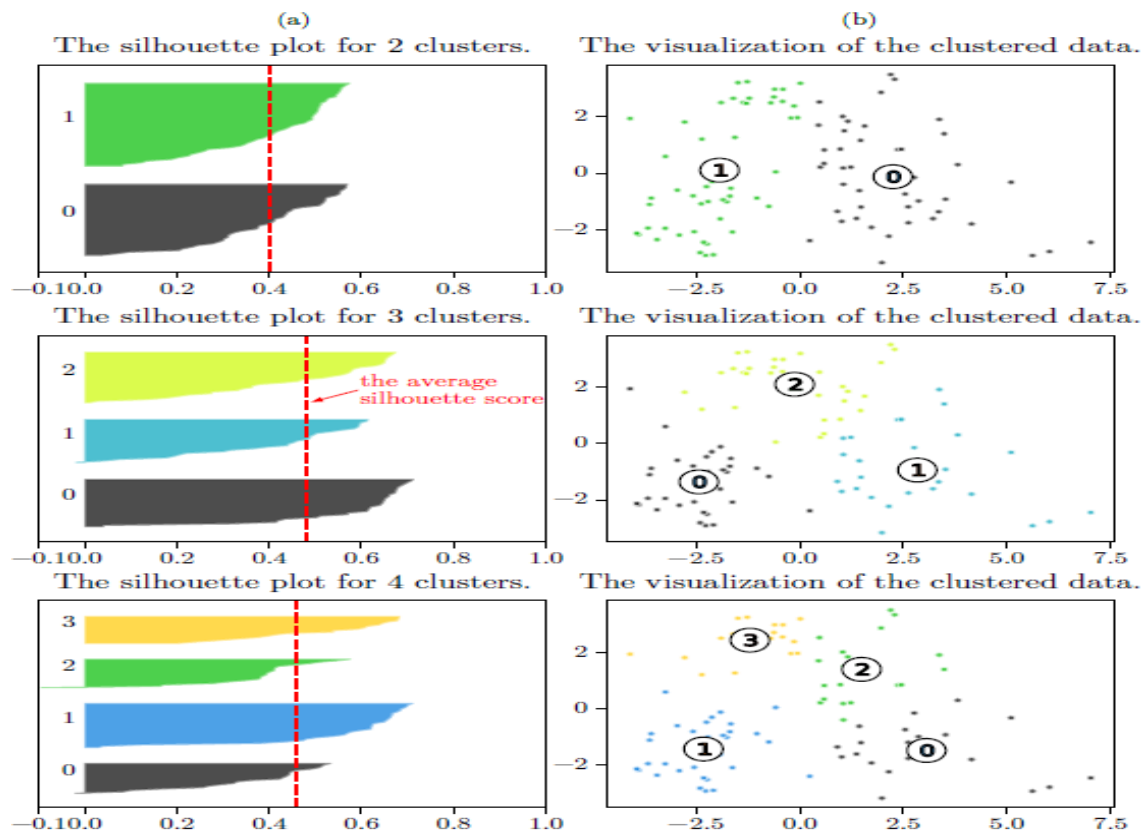 (a)
(b)
The silhouette plot for 2 clusters.
The visualization of the clustered data.
1
0
−0.10.0 0.2 0.4 0.6 0.8 1.0
2
0
−2
1
0
−2.5 0.0 2.5 5.0 7.5
The silhouette plot for 3 clusters.
The visualization of the clustered data.
2
1
0
the average
silhouette score
−0.10.0 0.2 0.4 0.6 0.8 1.0
2
0
−2
2
1
0
−2.5 0.0 2.5 5.0 7.5
The silhouette plot for 4 clusters.
The visualization of the clustered data.
3
2
1
0
−0.10.0 0.2 0.4 0.6 0.8 1.0
2
0
−2
3
2
1
0
−2.5 0.0 2.5 5.0 7.5